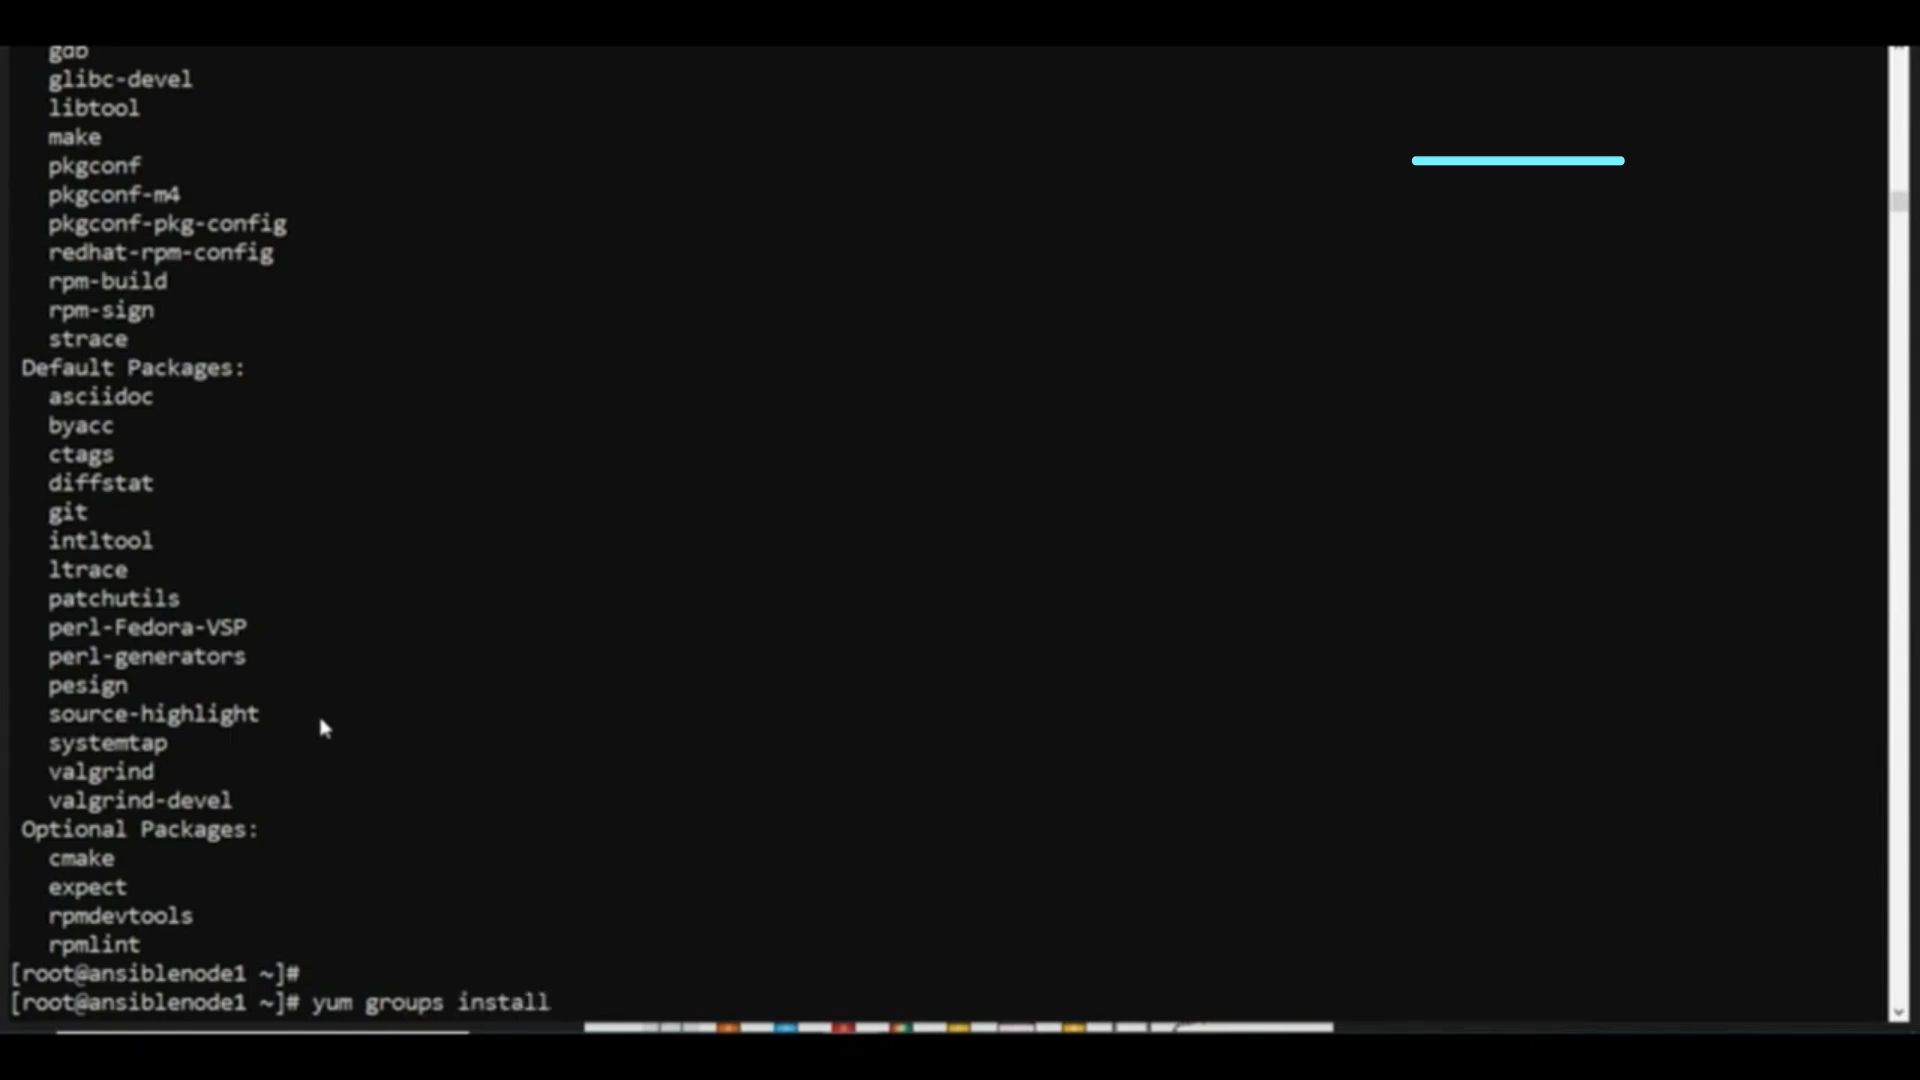 gdb
glibc-devel
libtool
make
pkgconf
pkgconf-m4
pkgconf-pkg-config
redhat-rpm-config
rpm-build
rpm-sign
strace
Default Packages:
asciidoc
byacc
ctags
diffstat
git
intltool
ltrace
patchutils
perl-Fedora-VSP
perl-generators
pesign
source-highlight
systemtap
valgrind
valgrind-devel
Optional Packages:
cmake
expect
rpmdevtools
rpmlint
[root@ansiblenode1 ~]#
[root@ansiblenode1 ~]# yum groups install